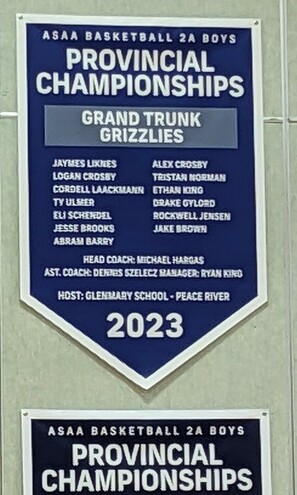 ASAA BASKETBALL 2A BOYS
PROVINCIAL
CHAMPIONSHIPS
GRAND TRUNK
GRIZZLIES
JAYMES LIKNES
LOGAN CROSBY
CORDELL LAACKMANN
TY ULMER
ELI SCHENDEL
JESSE BROOKS
ABRAM BARRY
ALEX CROSBY
TRISTAN NORMAN
ETHAN KING
DRAKE GYLORD
ROCKWELL JENSEN
JAKE BROWN
HEAD COACH: MICHAEL HARGAS
AST. COACH: DENNIS SZELECZ MANAGER: RYAN KING
HOST: GLENMARY SCHOOL - PEACE RIVER
2023
ASAA BASKETBALL 2A BOYS
PROVINCIAL
CHAMPIONSHIPS